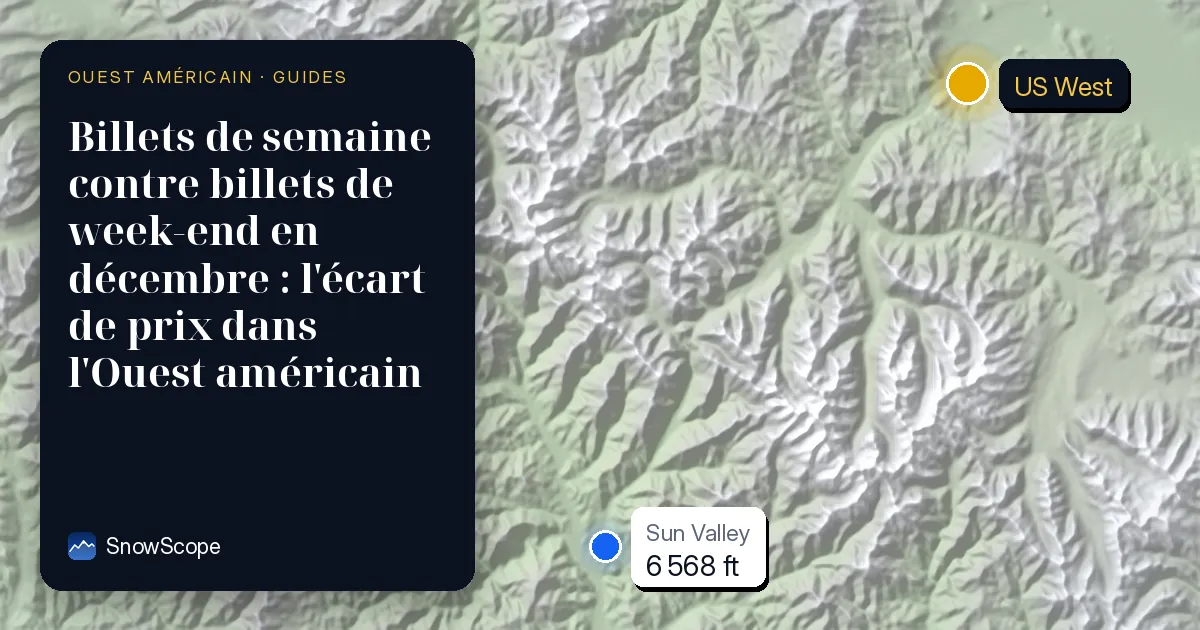 OUEST AMÉRICAIN · GUIDES
Billets de semaine
contre billets de
week-end en
décembre : l'écart
de prix dans
l'Ouest américain
SnowScope
US West
Sun Valley
6 568 ft